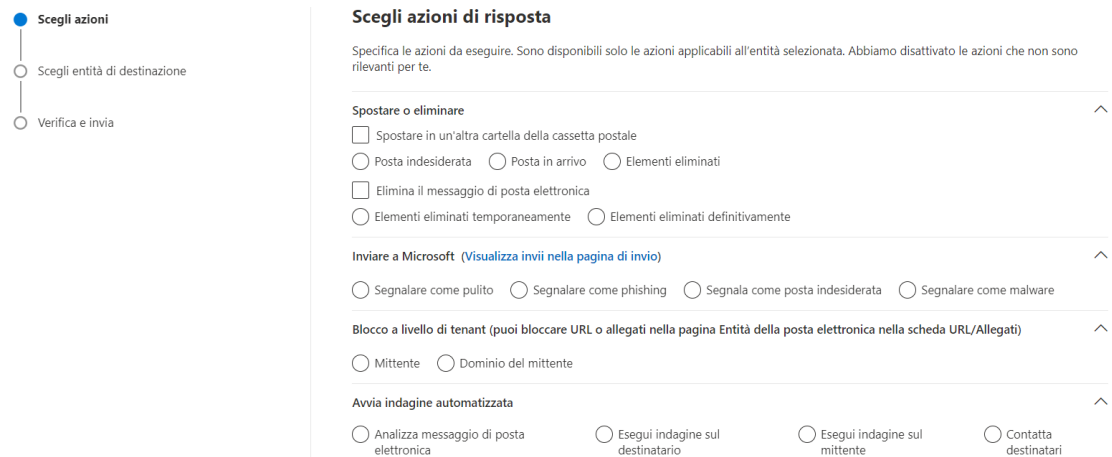 Scegli azioni
Scegli entità di destinazione
Verifica e invia
Scegli azioni di risposta
Specifica le azioni da eseguire. Sono disponibili solo le azioni applicabili all'entità selezionata. Abbiamo disattivato le azioni che non sono
rilevanti per te.
Spostare o eliminare
Spostare in un'altra cartella della cassetta postale
Posta indesiderata Posta in arrivo Elementi eliminati
Elimina il messaggio di posta elettronica
Elementi eliminati temporaneamente Elementi eliminati definitivamente
Inviare a Microsoft (Visualizza invii nella pagina di invio)
Segnalare come pulito Segnalare come phishing Segnala come posta indesiderata Segnalare come malware
Blocco a livello di tenant (puoi bloccare URL o allegati nella pagina Entità della posta elettronica nella scheda URL/Allegati)
Mittente Dominio del mittente
Avvia indagine automatizzata
Analizza messaggio di posta
elettronica
Esegui indagine sul
destinatario
Esegui indagine sul
mittente
Contatta
destinatari